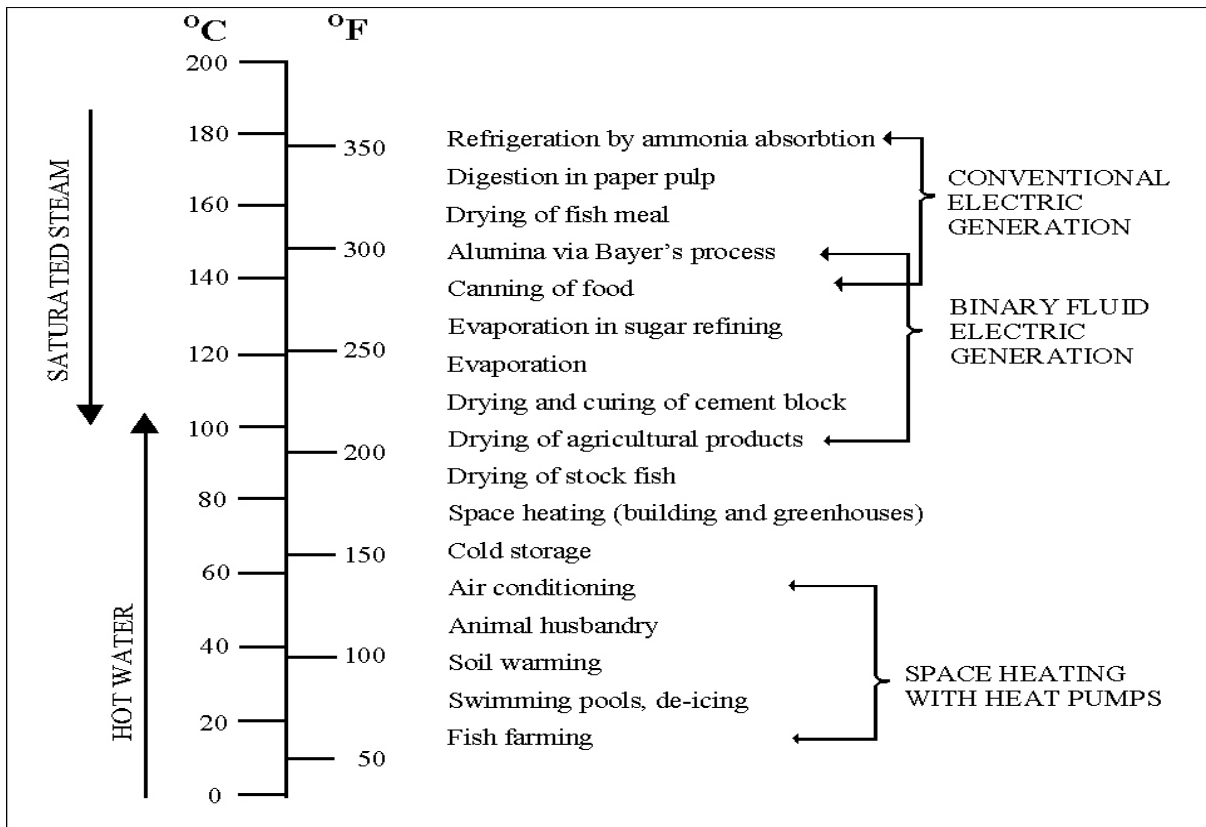 °C
°F
200
180
160
140
120
100
80
60
40
20
0
350
300
250
200
150
100
50
SATURATED STEAM
HOT WATER
Refrigeration by ammonia absorbtion
Digestion in paper pulp
Drying of fish meal
Alumina via Bayer’s process
Canning of food
Evaporation in sugar refining
Evaporation
Drying and curing of cement block
Drying of agricultural products
Drying of stock fish
Space heating (building and greenhouses)
Cold storage
Air conditioning
Animal husbandry
Soil warming
Swimming pools, de-icing
Fish farming
CONVENTIONAL
ELECTRIC
GENERATION
BINARY FLUID
ELECTRIC
GENERATION
SPACE HEATING
WITH HEAT PUMPS